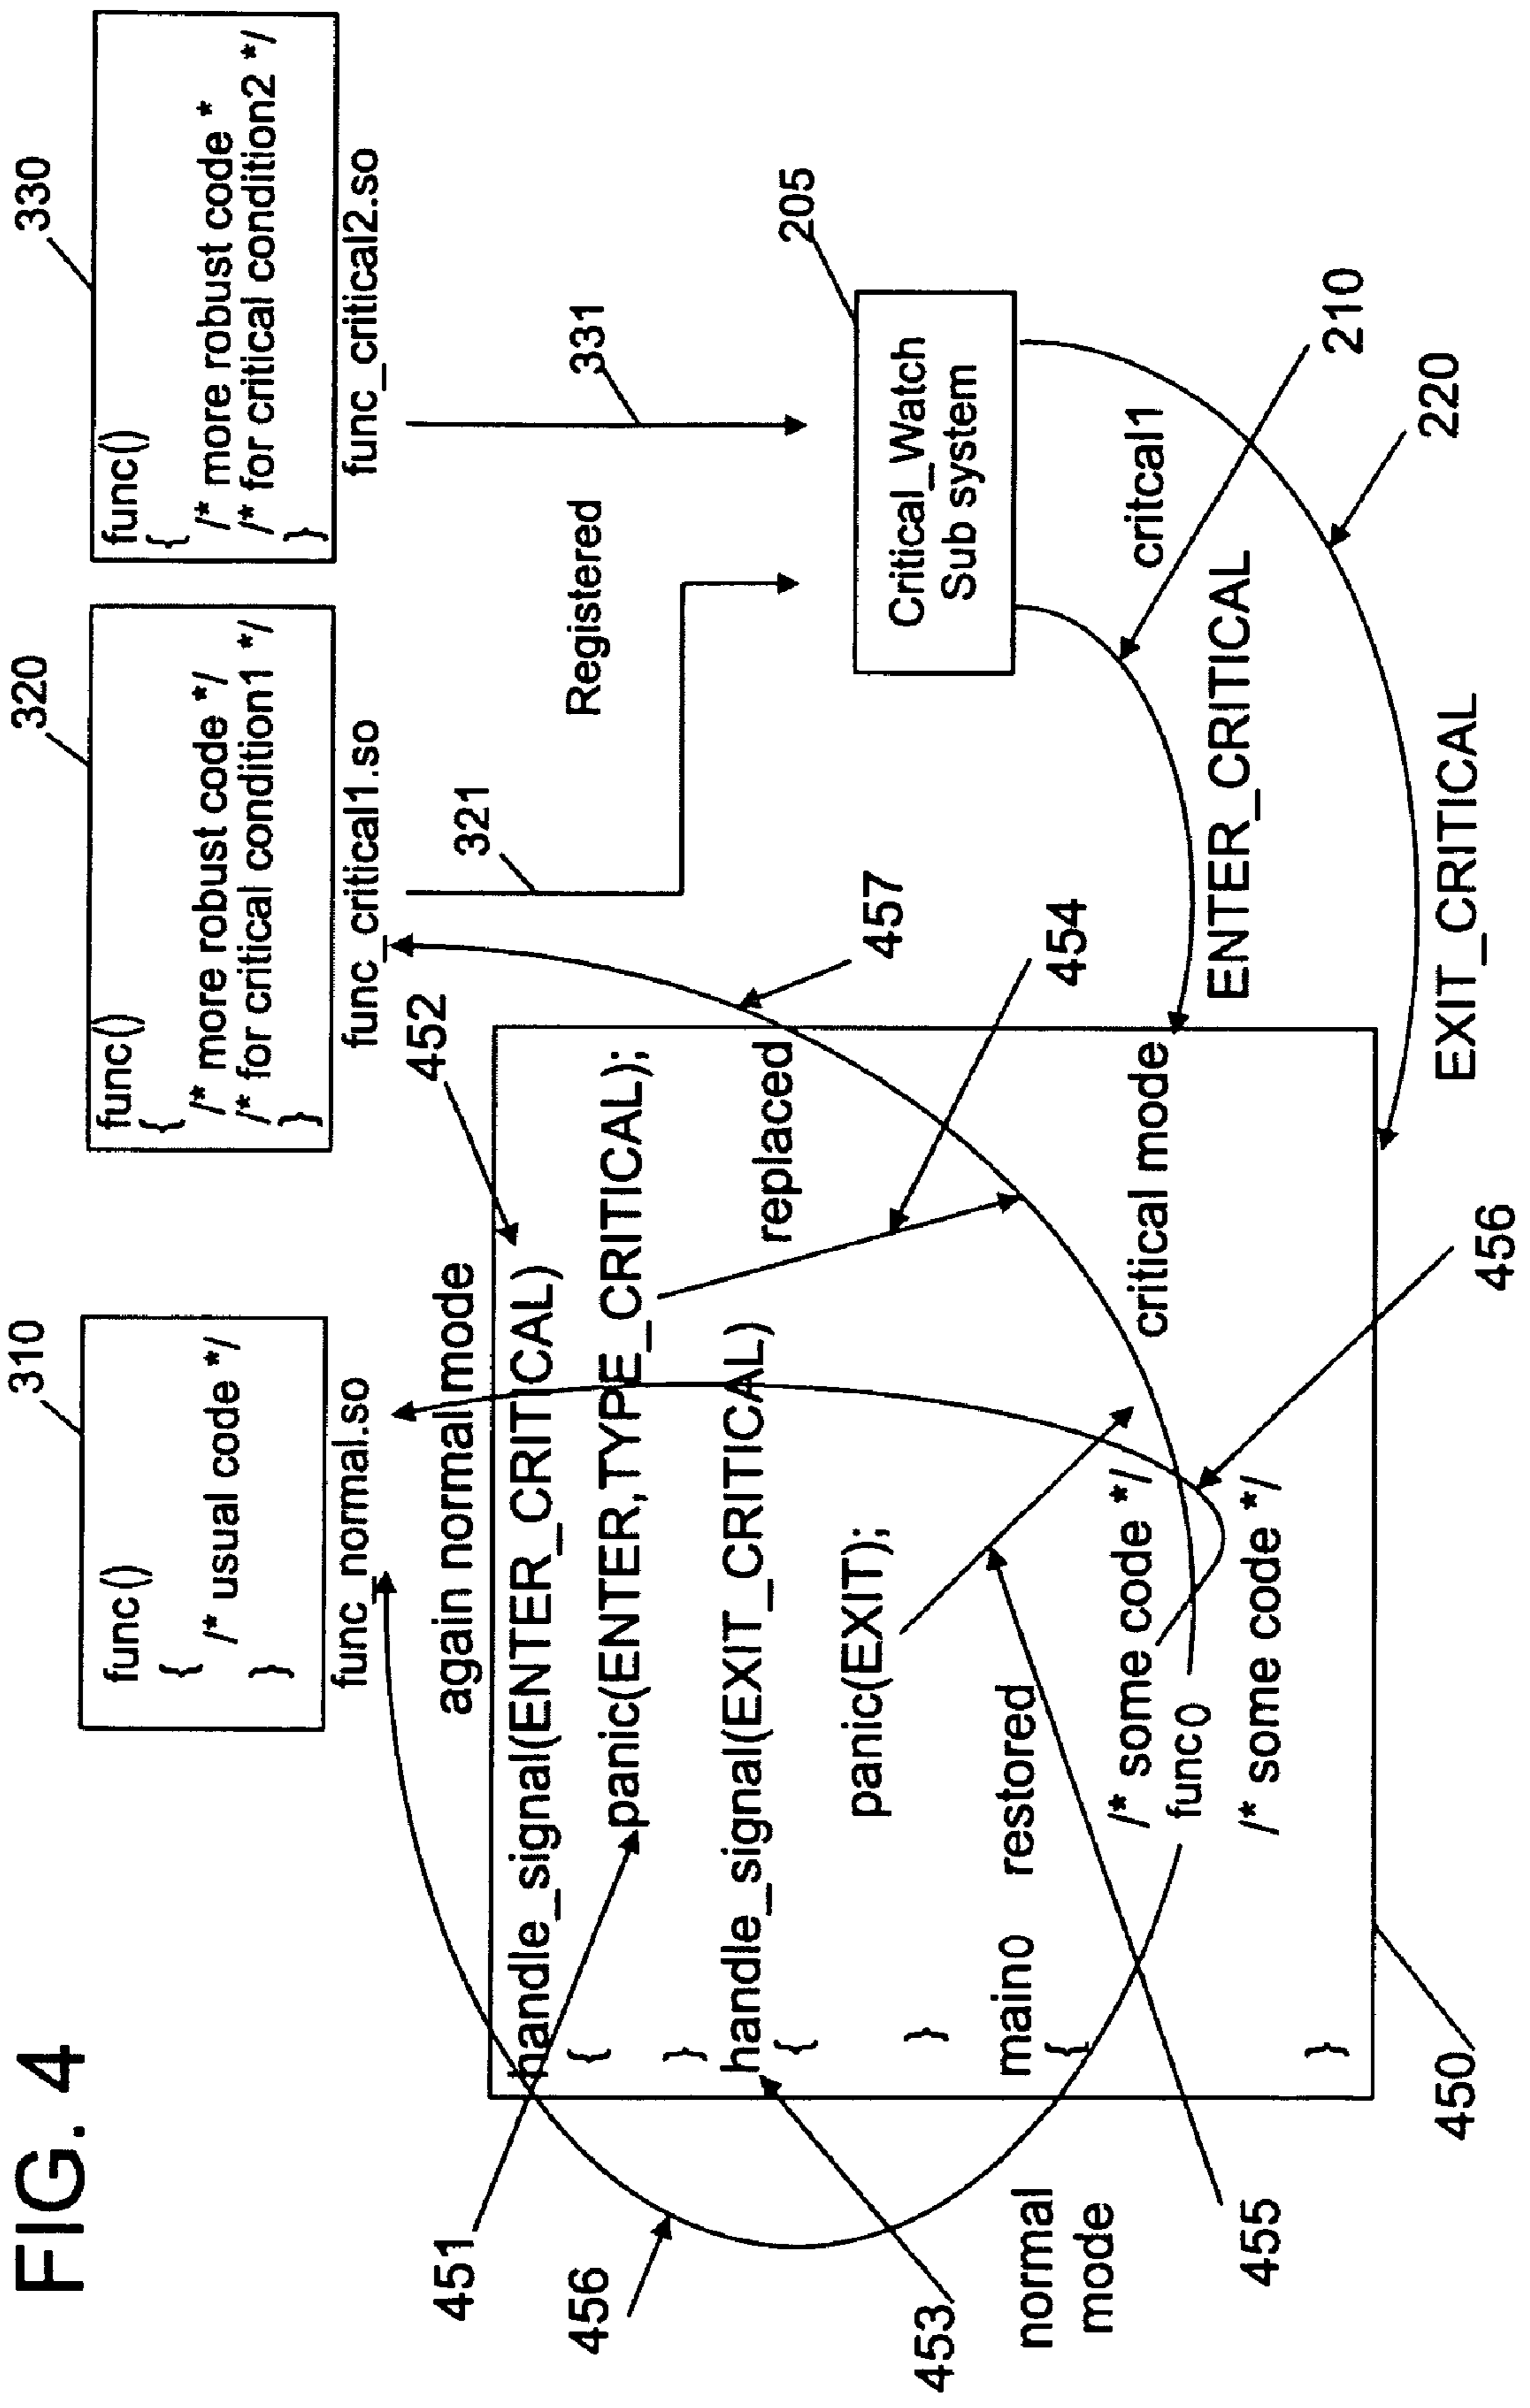 FIG. 4
310
func()
{
/* usual code */
}
func_normal.so
320
func()
{
/* more robust code */
/* for critical condition1 */
}
func_critical1.so
330
func()
{
/* more robust code *
/* for critical condition2 */
}
func_critical2.so
321
Registered
331
205
Critical_Watch
Sub system
critcal1
210
ENTER_CRITICAL
220
EXIT_CRITICAL
451
456
453
normal
mode
455
450
again normal mode
452
457
454
456
handle_signal(ENTER_CRITICAL)
{
panic(ENTER,TYPE_CRITICAL);
}
handle_signal(EXIT_CRITICAL)
{
panic(EXIT);
}
replaced
main0
restored
{
/* some code */
func0
/* some code */
}
critical mode